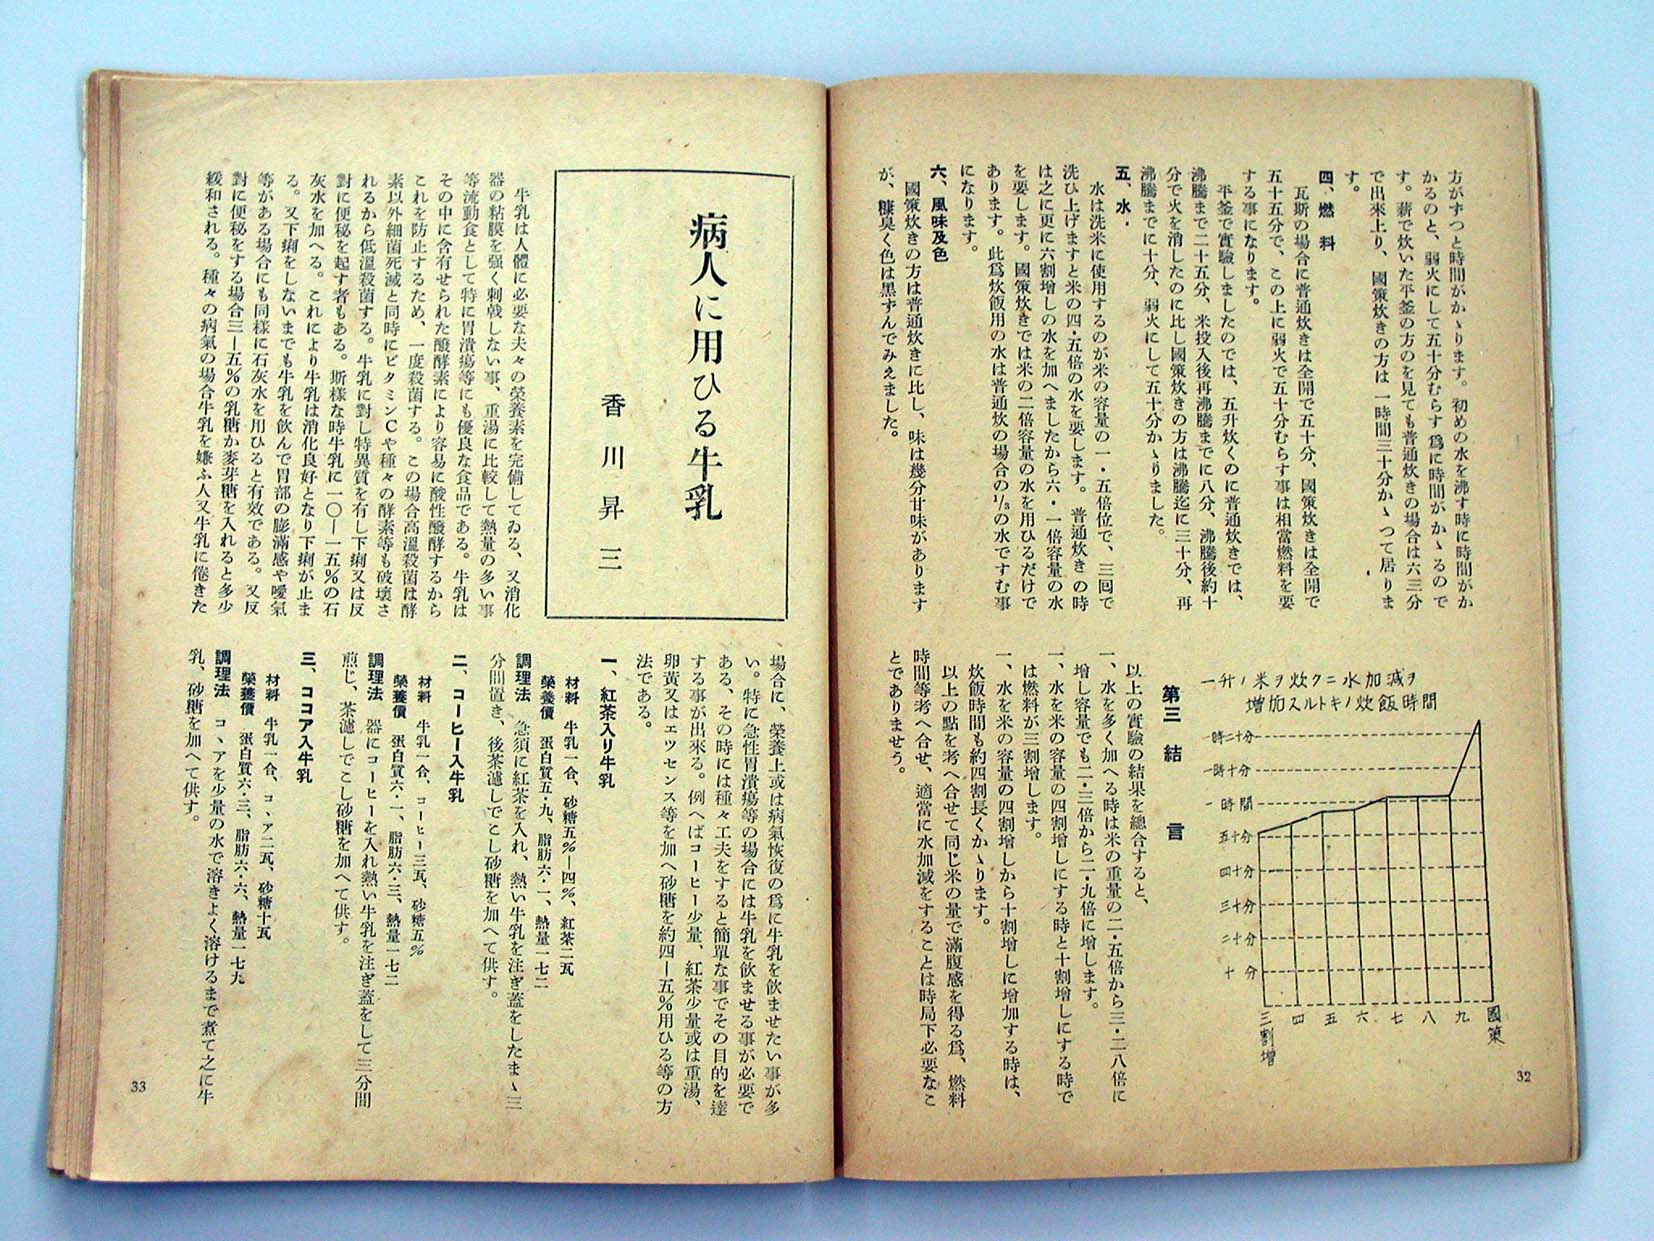 方がずつと時間がかゝります。初めの水を沸す時に時間がか
かるのと、弱火にして五十分むらす爲に時間がかゝるので
す。薪で炊いた平釜の方のを見ても普通炊きの場合は六三分
で出來上り、國策炊きの方は一時間三十分かゝつて居りま
す。
四、燃料
瓦斯の場合に普通炊きは全開で五十分、國策炊きは全開で
五十五分で、この上に弱火で五十分むらす事は相當燃料を要
する事になります。
平釜で實驗しましたのでは、五升炊くのに普通炊きでは、
沸騰まで二十五分、米投入後再沸騰までに八分、沸騰後約十
分で火を消したのに比し國策炊きの方は沸騰迄に三十分、再
沸騰までに十分、弱火にして五十分かゝりました。
五、水・
水は洗米に使用するのが米の容量の一・五倍位で、三回で
洗ひ上げますと米の四・五倍の水を要します。普通炊きの時
は之に更に六割增しの水を加へましたから六・一倍容量の水
を要します。國策炊きでは米の二倍容量の水を用ひるだけで
あります。此爲炊飯用の水は普通炊の場合の1/3の水ですむ事
になります。
六、風味及色
國策炊きの方は普通炊きに比し、味は幾分甘味があります
が、糠臭く色は黑ずんでみえました。
一升ノ米ヲ炊クニ水加減ヲ
增加スルトキノ炊飯時間
一時二十分
一時十分
一時間
五十分
四十分
三十分
二十分
十分
三割增
四
五
六
七
八
九
國策
第三 結言
以上の實驗の結果を總合すると、
一、水を多く加へる時は米の重量の二・五倍から三・二八倍に
增し容量でも二・三倍から二・九倍に增します。
一、水を米の容量の四割增しにする時と十割增しにする時で
は燃料が三割增します。
一、水を米の容量の四割增しから十割增しに增加する時は、
炊飯時間も約四割長くかゝります。
以上の點を考へ合せて同じ米の量で滿腹感を得る爲、燃料
時間等考へ合せ、適當に水加減をすることは時局下必要なこ
とでありませう。
32
病人に用ひる牛乳
香川昇三
牛乳は人體に必要な夫々の榮養素を完備してゐる、又消化
器の粘膜を强く刺戟しない事、重湯に比較して熱量の多い事
等流動食として特に胃潰瘍等にも優良な食品である。牛乳は
その中に含有せられた醱酵素により容易に酸性醱酵するから
これを防止するため、一度殺菌する。この場合高溫殺菌は酵
素以外細菌死滅と同時にビタミンCや種々の酵素等も破壞さ
れるから低溫殺菌する。牛乳に對し特異質を有し下痢又は反
對に便秘を起す者もある。斯樣な時牛乳に一〇―一五%の石
灰水を加へる。これにより牛乳は消化良好となり下痢が止ま
る。又下痢をしないまでも牛乳を飮んで胃部の膨滿感や噯氣
等がある場合にも同樣に石灰水を用ひると有效である。又反
對に便秘をする場合三―五%の乳糖か麥芽糖を入れると多少
緩和される。種々の病氣の場合牛乳を嫌ふ人又牛乳に倦きた
場合に、榮養上或は病氣恢復の爲に牛乳を飮ませたい事が多
い。特に急性胃潰瘍等の場合には牛乳を飮ませる事が必要で
ある、その時には種々工夫をすると簡單な事でその目的を達
する事が出來る。例へばコーヒー少量、紅茶少量或は重湯、
卵黃又はエツセンス等を加へ砂糖を約四―五%用ひる等の方
法である。
一、紅茶入り牛乳
材料 牛乳一合、砂糖五%―四%、紅茶二瓦
榮養價 蛋白質五・九、脂肪六・一、熱量一七二
調理法 急須に紅茶を入れ、熱い牛乳を注ぎ蓋をしたまゝ三
分間置き、後茶濾しでこし砂糖を加へて供す。
二、コーヒー入牛乳
材料 牛乳一合、コーヒー三瓦、砂糖五%
榮養價 蛋白質六・一、脂肪六・三、熱量一七二
調理法 器にコーヒーを入れ熱い牛乳を注ぎ蓋をして三分間
煎じ、茶濾しでこし砂糖を加へて供す。
三、ココア入牛乳
材料 牛乳一合、コヽア二瓦、砂糖十瓦
榮養價 蛋白質六・三、脂肪六・六、熱量一七九
調理法 コヽアを少量の水で溶きよく溶けるまで煮て之に牛
乳、砂糖を加へて供す。
33